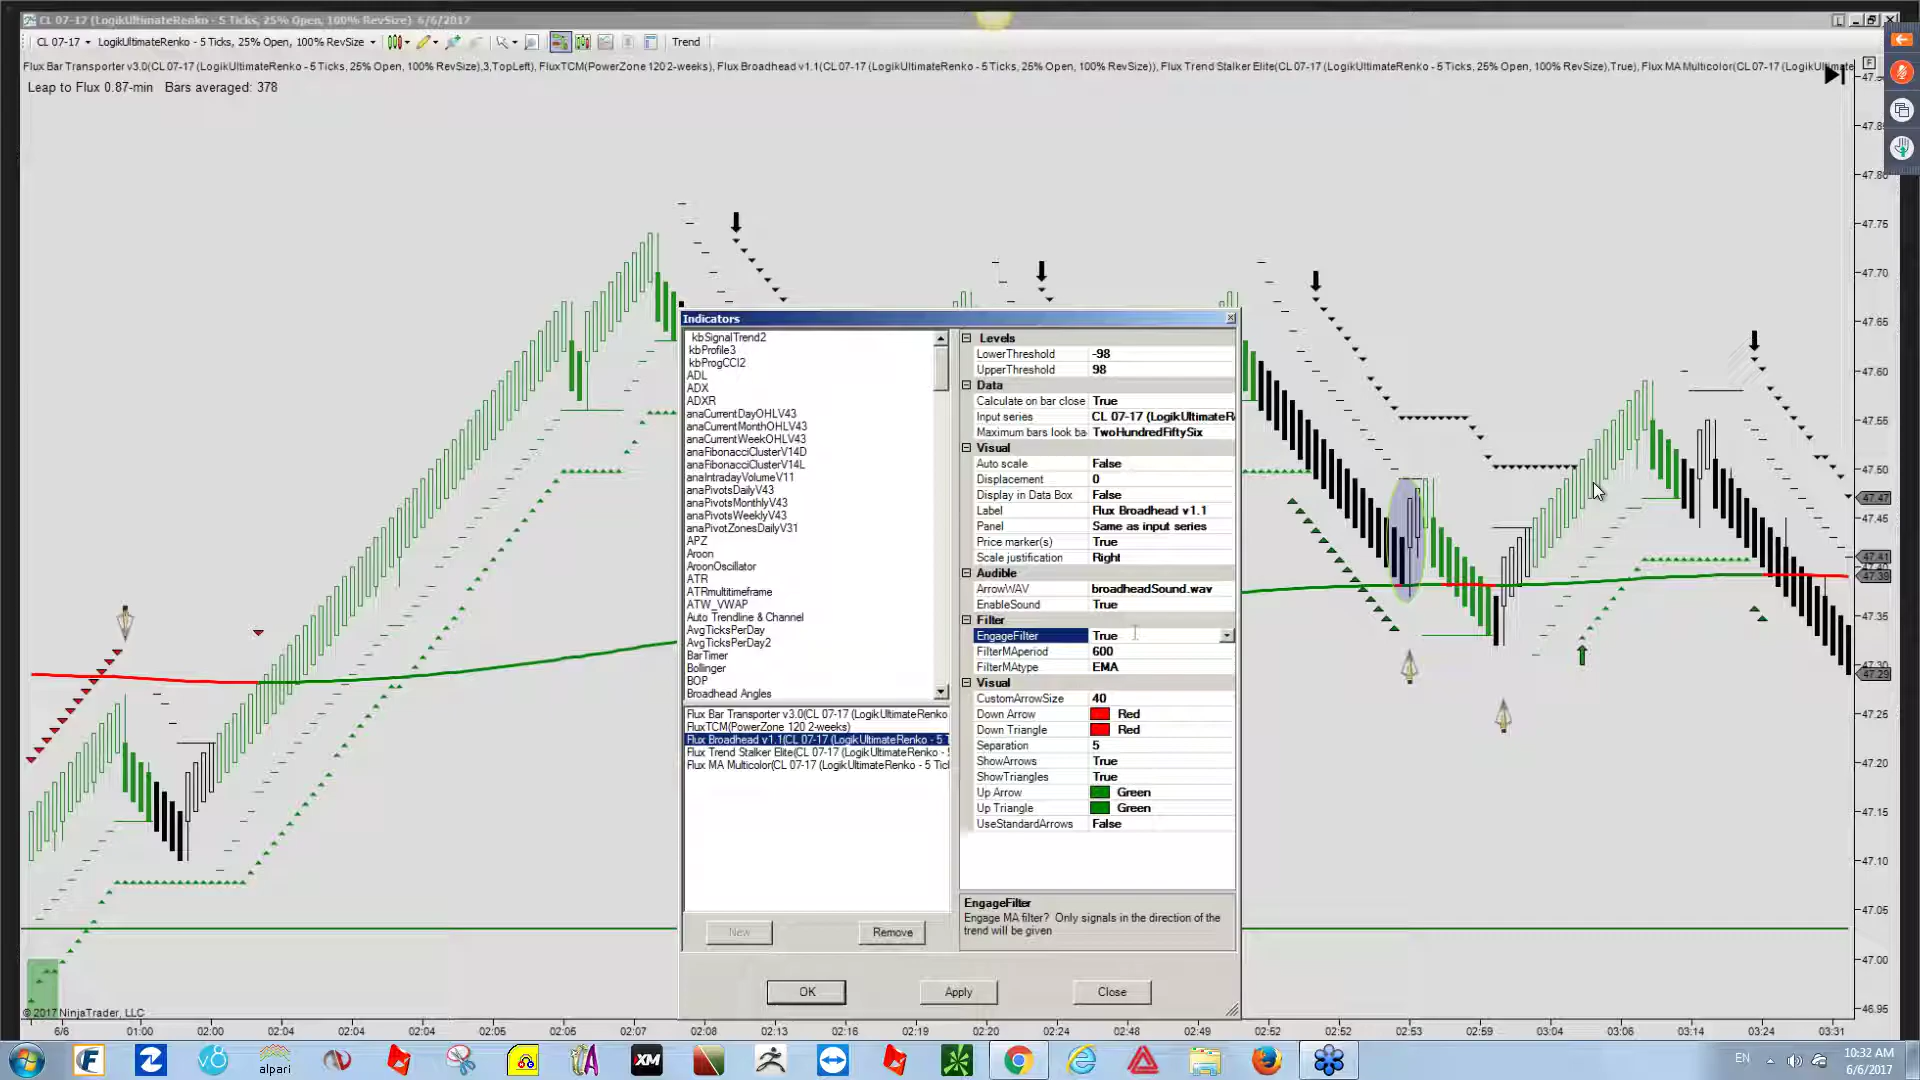 CL 07-17 (LogikUltimateRenko - 5 Ticks, 25% Open, 100% RevSize)  6/6/2017
CL 07-17  LogikUltimateRenko - 5 Ticks, 25% Open, 100% RevSize  Trend
Flux Bar Transporter v3.0(CL 07-17 (LogikUltimateRenko - 5 Ticks, 25% Open, 100% RevSize),3,TopLeft), FluxTCM(PowerZone 120 2-weeks), Flux Broadhead v1.1(CL 07-17 (LogikUltimateRenko - 5 Ticks, 25% Open, 100% RevSize)), Flux Trend Stalker Elite(CL 07-17 (LogikUltimateRenko - 5 Ticks, 25% Open, 100% RevSize),True), Flux MA Multicolor(CL 07-17 (LogikUltimate
F
Leap to Flux 0.87-min  Bars averaged: 378
Indicators
kbSignalTrend2
kbProfile3
kbProgCCI2
ADL
ADX
ADXR
anaCurrentDayOHLV43
anaCurrentMonthOHLV43
anaCurrentWeekOHLV43
anaFibonacciClusterV14D
anaFibonacciClusterV14L
anaIntradayVolumeV11
anaPivotsDailyV43
anaPivotsMonthlyV43
anaPivotsWeeklyV43
anaPivotZonesDailyV31
APZ
Aroon
AroonOscillator
ATR
ATRmultitimeframe
ATW_VWAP
Auto Trendline & Channel
AvgTicksPerDay
AvgTicksPerDay2
BarTimer
Bollinger
BOP
Broadhead Angles
Flux Bar Transporter v3.0(CL 07-17 (LogikUltimateRenko
FluxTCM(PowerZone 120 2-weeks)
Flux Broadhead v1.1(CL 07-17 (LogikUltimateRenko - 5 T
Flux Trend Stalker Elite(CL 07-17 (LogikUltimateRenko -
Flux MA Multicolor(CL 07-17 (LogikUltimateRenko - 5 Tic
New
Remove
Levels
LowerThreshold  -98
UpperThreshold  98
Data
Calculate on bar close  True
Input series  CL 07-17 (LogikUltimateR
Maximum bars look ba  TwoHundredFiftySix
Visual
Auto scale  False
Displacement  0
Display in Data Box  False
Label  Flux Broadhead v1.1
Panel  Same as input series
Price marker(s)  True
Scale justification  Right
Audible
ArrowWAV  broadheadSound.wav
EnableSound  True
Filter
EngageFilter  True
FilterMAperiod  600
FilterMAtype  EMA
Visual
CustomArrowSize  40
Down Arrow  Red
Down Triangle  Red
Separation  5
ShowArrows  True
ShowTriangles  True
Up Arrow  Green
Up Triangle  Green
UseStandardArrows  False
EngageFilter
Engage MA filter?  Only signals in the direction of the
trend will be given
OK  Apply  Close
47.80
47.75
47.70
47.65
47.60
47.55
47.50
47.47
47.45
47.41
47.39
47.35
47.30
47.29
47.25
47.20
47.15
47.10
47.05
47.00
46.95
© 2017 NinjaTrader, LLC
6/6  01:00  02:00  02:04  02:04  02:04  02:05  02:05  02:07  02:08  02:13  02:16  02:19  02:20  02:24  02:48  02:49  02:52  02:52  02:53  02:59  03:04  03:06  03:14  03:24  03:31
alpari
XM
EN
10:32 AM
6/6/2017